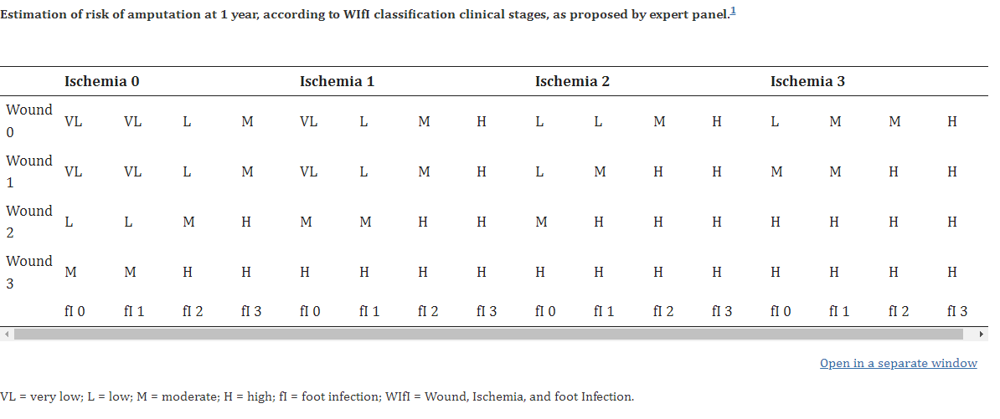 Estimation of risk of amputation at 1 year, according to WIfI classification clinical stages, as proposed by expert panel.1
Ischemia 0 Ischemia 1 Ischemia 2 Ischemia 3
Wound 0 VL VL L M VL L M H L L M H L M M H
Wound 1 VL VL L M VL L M H L M H H M M H H
Wound 2 L L M H M M H H M H H H H H H H
Wound 3 M M H H H H H H H H H H H H H H
fI 0 fI 1 fI 2 fI 3 fI 0 fI 1 fI 2 fI 3 fI 0 fI 1 fI 2 fI 3 fI 0 fI 1 fI 2 fI 3
Open in a separate window
VL = very low; L = low; M = moderate; H = high; fI = foot infection; WIfI = Wound, Ischemia, and foot Infection.